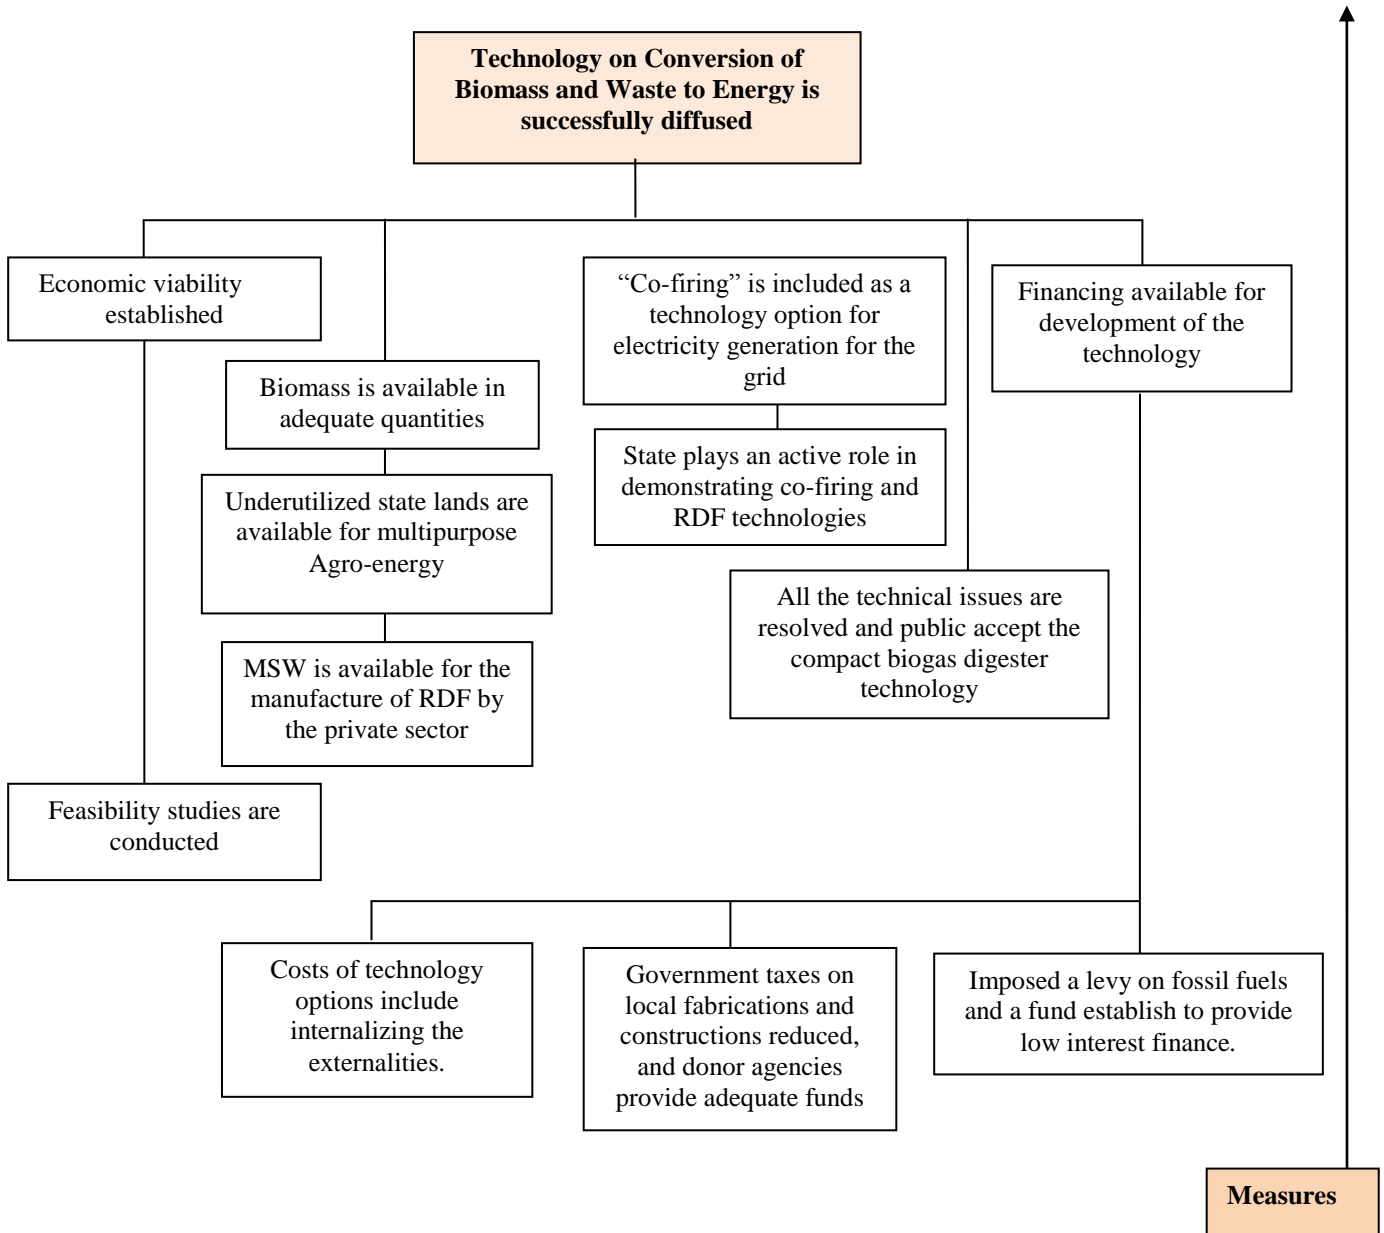 Technology on Conversion of
Biomass and Waste to Energy is
successfully diffused
Economic viability
established
Biomass is available in
adequate quantities
Underutilized state lands are
available for multipurpose
Agro-energy
MSW is available for the
manufacture of RDF by
the private sector
Feasibility studies are
conducted
“Co-firing” is included as a
technology option for
electricity generation for the
grid
State plays an active role in
demonstrating co-firing and
RDF technologies
All the technical issues are
resolved and public accept the
compact biogas digester
technology
Financing available for
development of the
technology
Costs of technology
options include
internalizing the
externalities.
Government taxes on
local fabrications and
constructions reduced,
and donor agencies
provide adequate funds
Imposed a levy on fossil fuels
and a fund establish to provide
low interest finance.
Measures